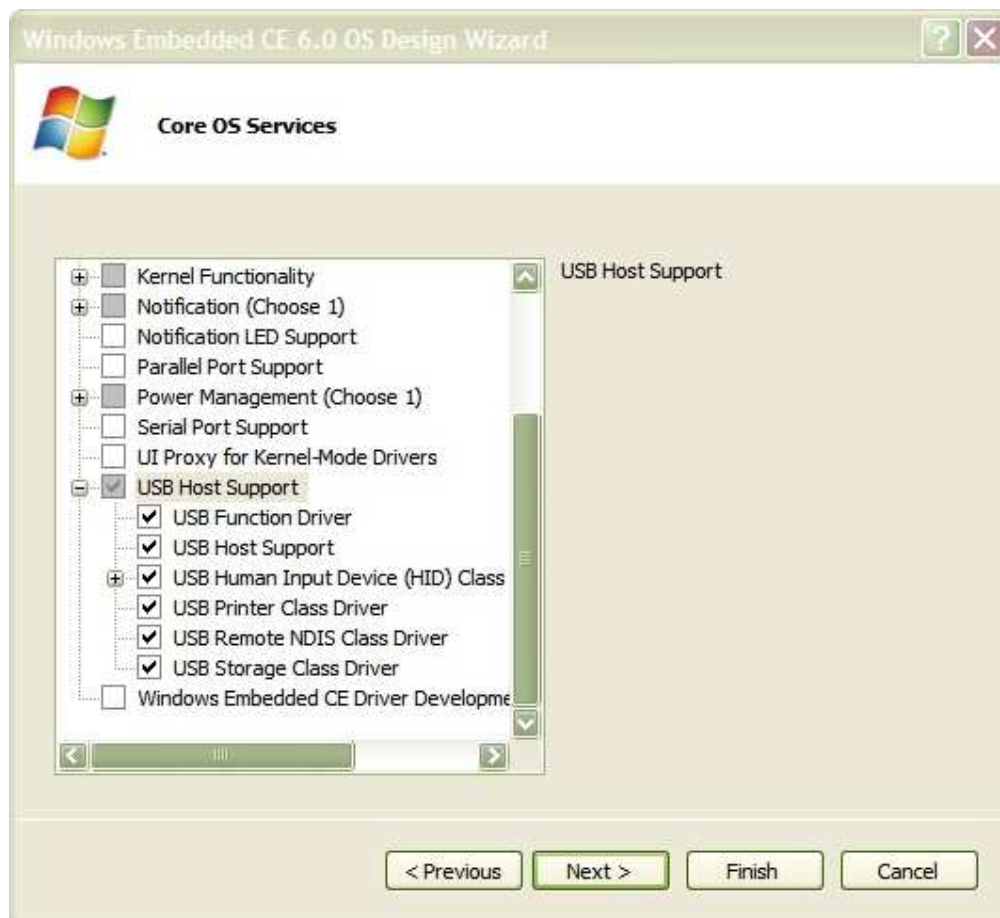 Windows Embedded CE 6.0 OS Design Wizard
Core OS Services
Kernel Functionality
USB Host Support
Notification (Choose 1)
Notification LED Support
Parallel Port Support
Power Management (Choose 1)
Serial Port Support
UI Proxy for Kernel-Mode Drivers
USB Host Support
USB Function Driver
USB Host Support
USB Human Input Device (HID) Class
USB Printer Class Driver
USB Remote NDIS Class Driver
USB Storage Class Driver
Windows Embedded CE Driver Developme
< Previous Next > Finish Cancel